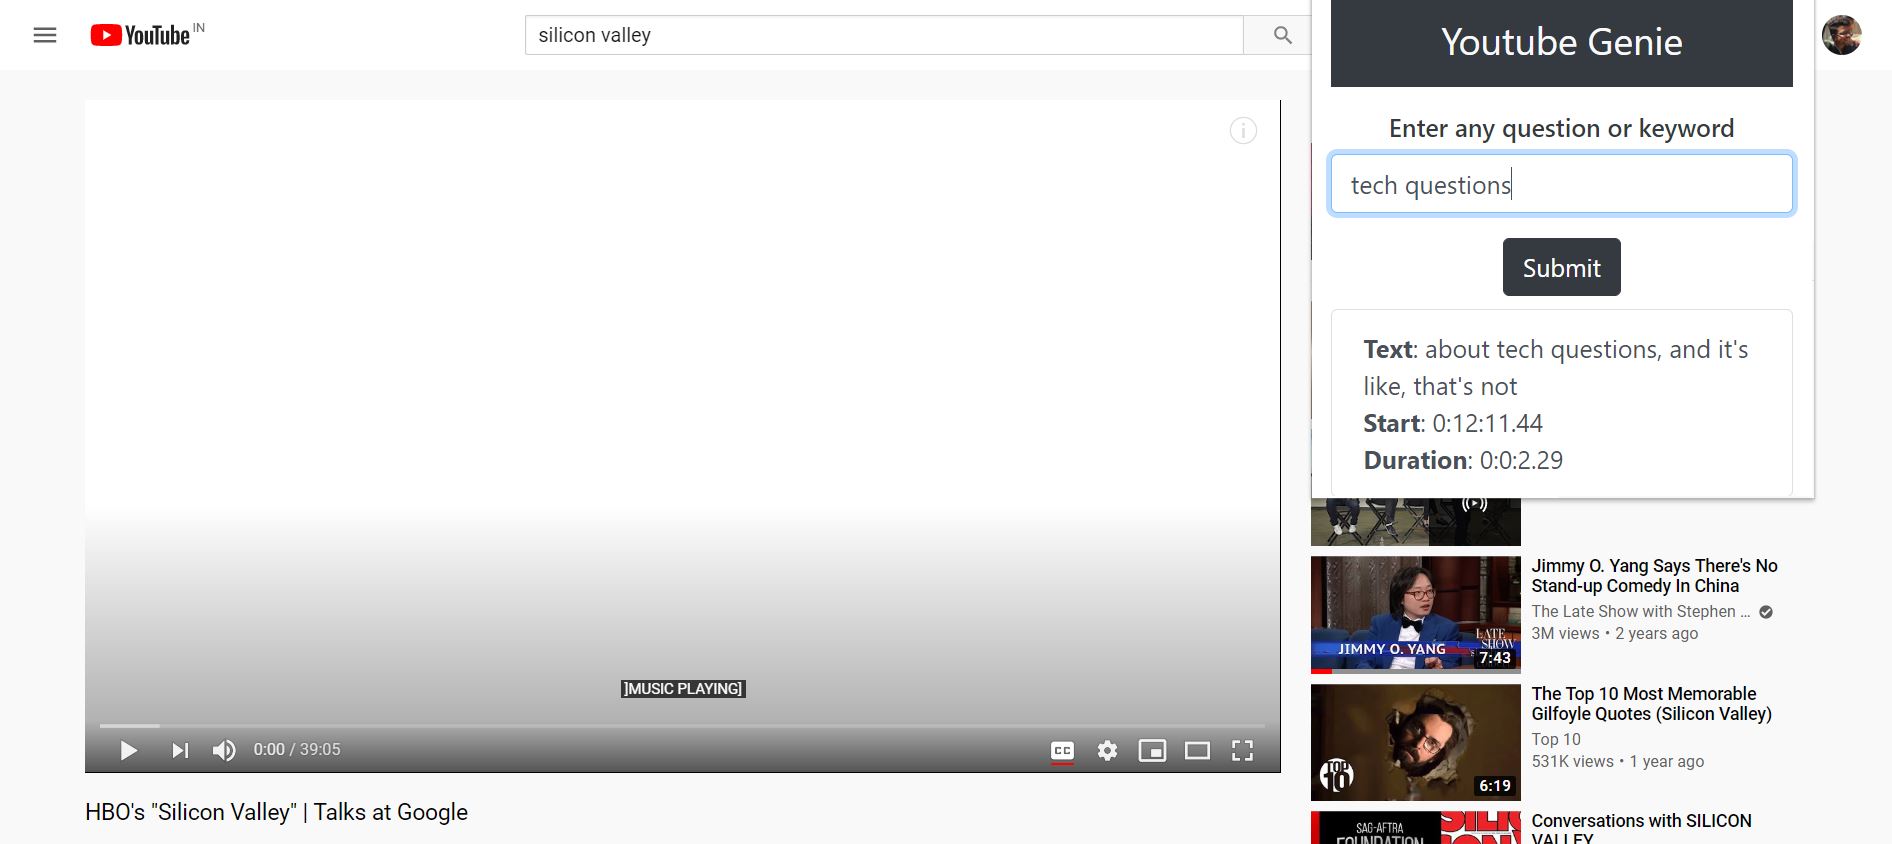 YouTube IN
silicon valley
Youtube Genie
Enter any question or keyword
tech questions
Submit
Text: about tech questions, and it's
like, that's not
Start: 0:12:11.44
Duration: 0:0:2.29
]MUSIC PLAYING]
0:00 / 39:05
CC
HBO's "Silicon Valley" | Talks at Google
JIMMY O. YANG
LATE
SHOW
7:43
Jimmy O. Yang Says There's No
Stand-up Comedy In China
The Late Show with Stephen ...
3M views • 2 years ago
TOP
10
6:19
The Top 10 Most Memorable
Gilfoyle Quotes (Silicon Valley)
Top 10
531K views • 1 year ago
SAG-AFTRA
FOUNDATION
Conversations with SILICON
VALLEY